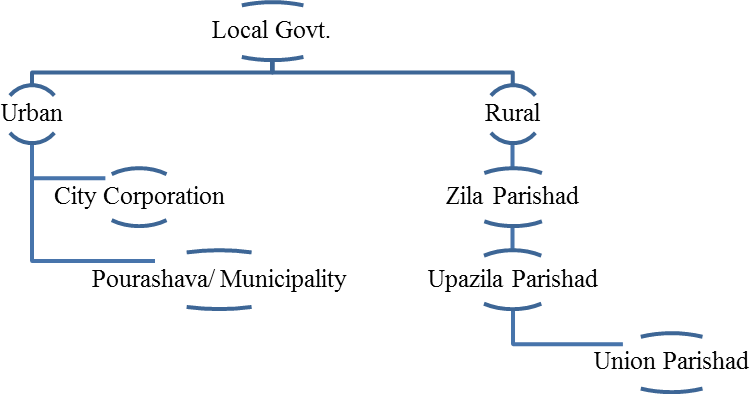 Local Govt.
Urban
Rural
City Corporation
Zila Parishad
Pourashava/ Municipality
Upazila Parishad
Union Parishad